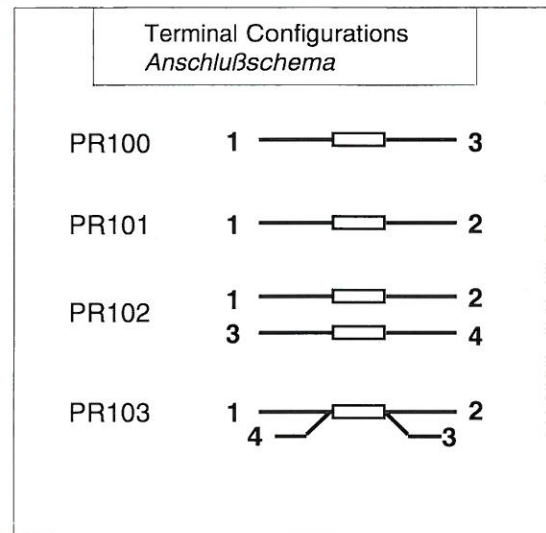 Terminal Configurations
Anschlußschema
PR100 1 3
PR101 1 2
PR102 1 2
3 4
PR103 1 2
4 3